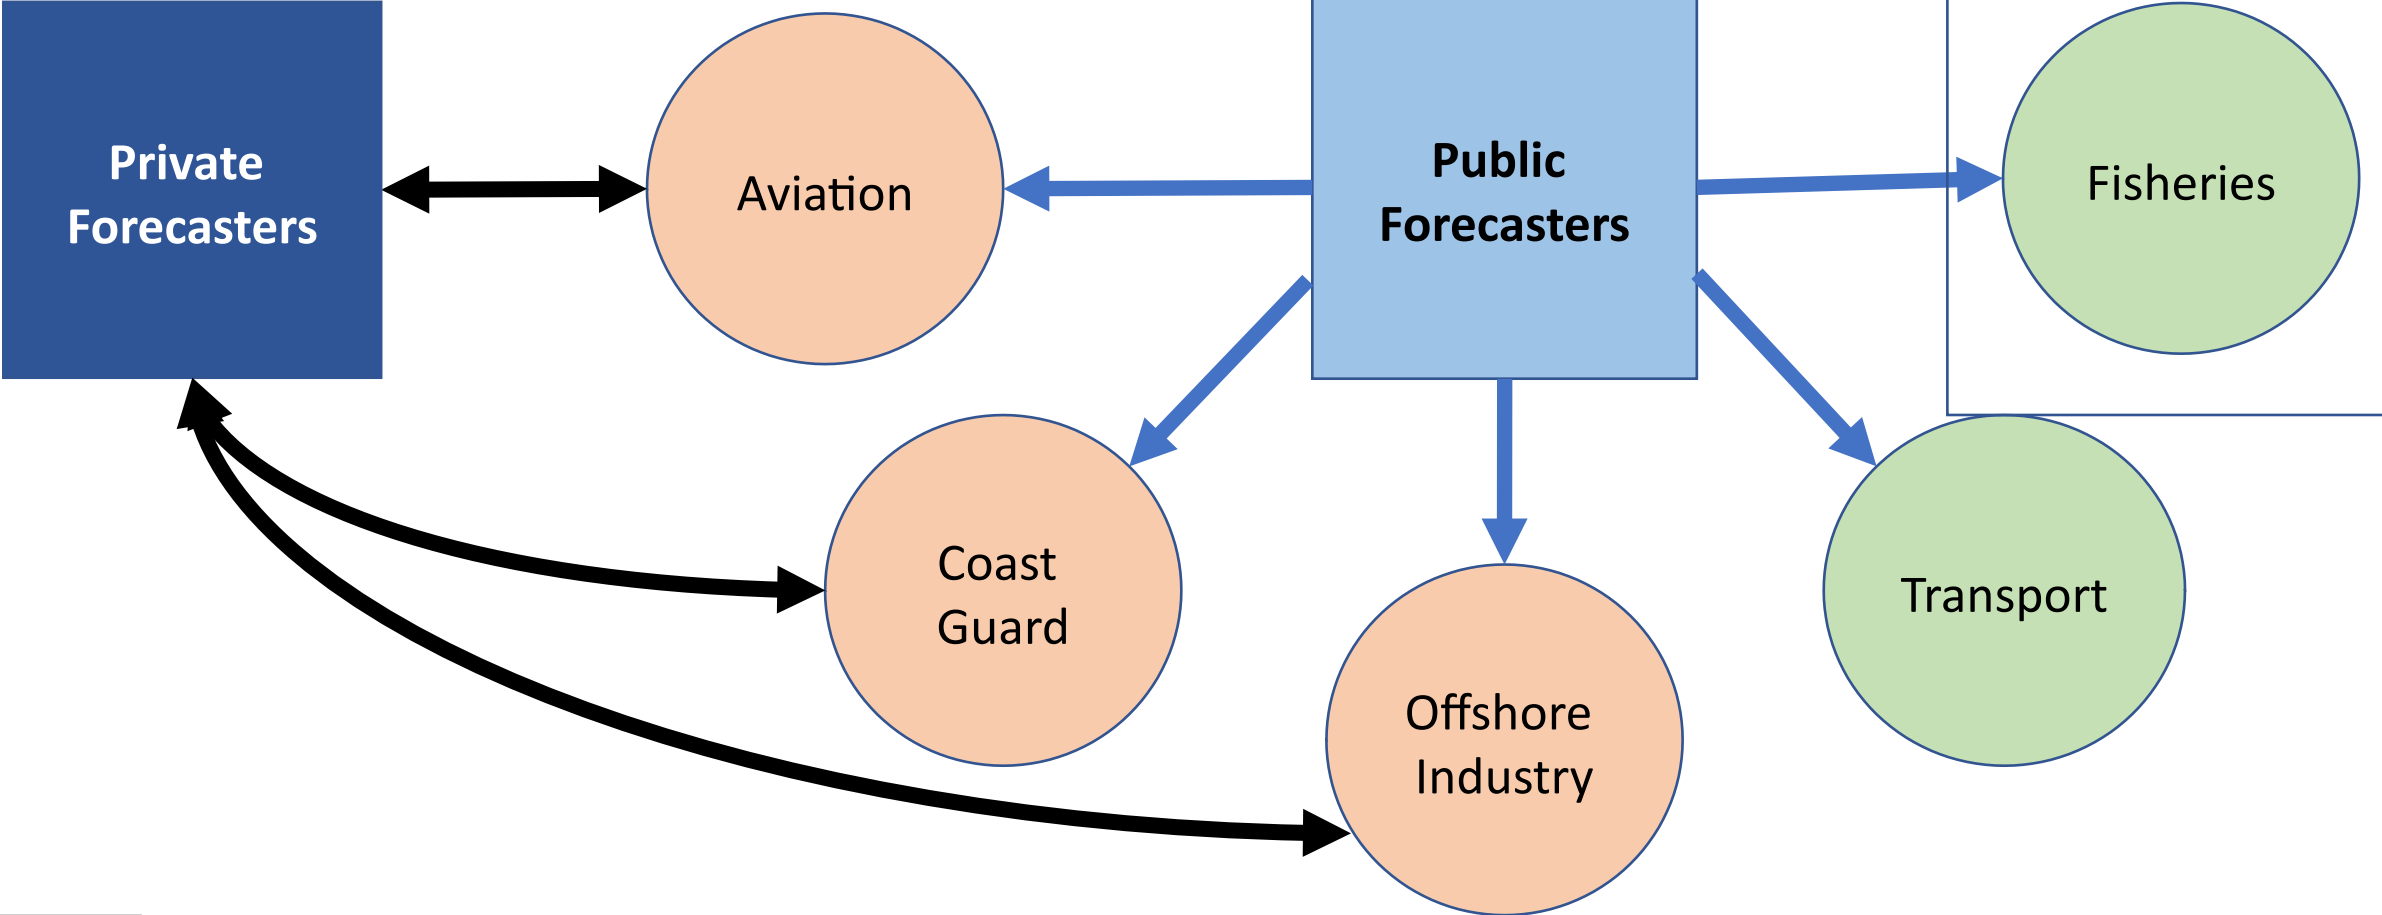 Private
Forecasters
Aviation
Public
Forecasters
Fisheries
Coast
Guard
Offshore
Industry
Transport